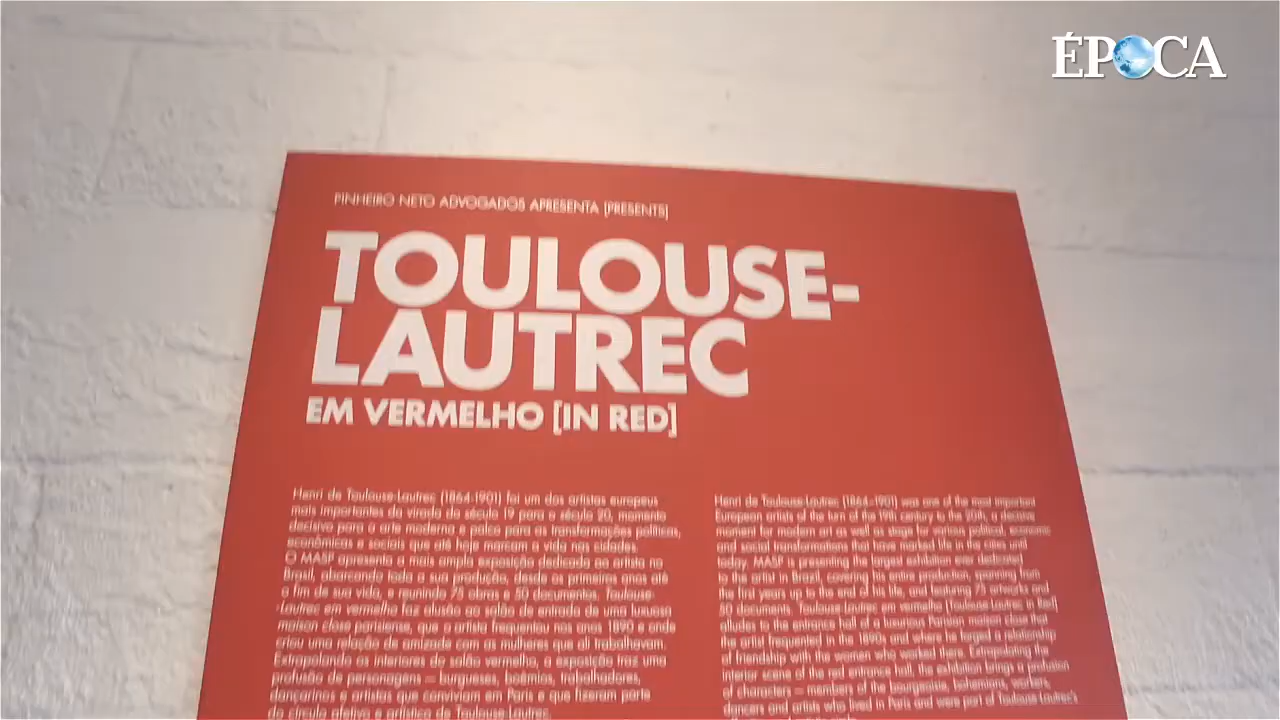 ÉPOCA
PINHEIRO NETO ADVOGADOS APRESENTA [PRESENTS]
TOULOUSE-
LAUTREC
EM VERMELHO [IN RED]
Henri de Toulouse-Lautrec (1864-1901) foi um dos artistas europeus
mais importantes da virada do século 19 para o século 20, momento
decisivo para a arte moderna e palco para as transformações políticas,
econômicas e sociais que até hoje marcam a vida nas cidades.
O MASP apresenta a mais ampla exposição dedicada ao artista no
Brasil, abarcando toda a sua produção, desde os primeiros anos até
o fim de sua vida, e reunindo 75 obras e 50 documentos. Toulouse-
-Lautrec em vermelho faz alusão ao salão de entrada de uma luxuosa
maison close parisiense, que o artista frequentou nos anos 1890 e onde
criou uma relação de amizade com as mulheres que ali trabalhavam.
Extrapolando os interiores do salão vermelho, a exposição traz uma
profusão de personagens — burgueses, boêmios, trabalhadores,
dançarinos e artistas que conviviam em Paris e que fizeram parte
do círculo afetivo e artístico de Toulouse-Lautrec.
Henri de Toulouse-Lautrec (1864–1901) was one of the most important
European artists of the turn of the 19th century to the 20th, a decisive
moment for modern art as well as a stage for various political, economic
and social transformations that have marked life in the cities until
today. MASP is presenting the largest exhibition ever dedicated
to the artist in Brazil, covering his entire production, spanning from
the first years up to the end of his life, and featuring 75 artworks and
50 documents. Toulouse-Lautrec em vermelho [Toulouse-Lautrec in Red]
alludes to the entrance hall of a luxurious Parisian maison close that
the artist frequented in the 1890s and where he forged a relationship
of friendship with the women who worked there. Extrapolating the
interior scene of the red entrance hall, the exhibition brings a profusion
of characters — members of the bourgeoisie, bohemians, workers,
dancers and artists who lived in Paris and were part of Toulouse-Lautrec's